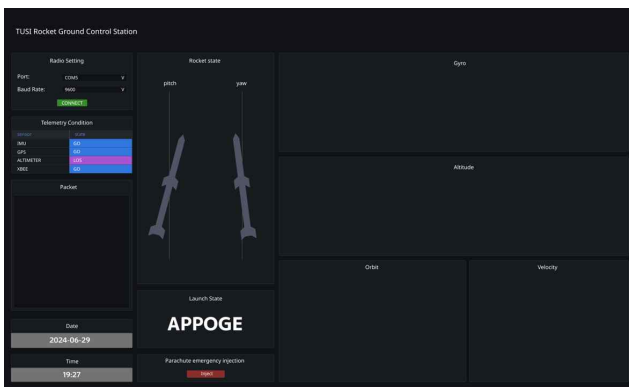 TUSI Rocket Ground Control Station
Radio Setting
Port: COM5 V
Baud Rate: 9600 V
CONNECT
Telemetry Condition
STATE
IMU GO
GPS GO
ALTIMETER LOS
XBEE GO
Packet
Date
2024-06-29
Time
19:27
Rocket state
pitch yaw
Launch State
APPOGE
Parachute emergency injection
Inject
Gyro
Altitude
Orbit
Velocity